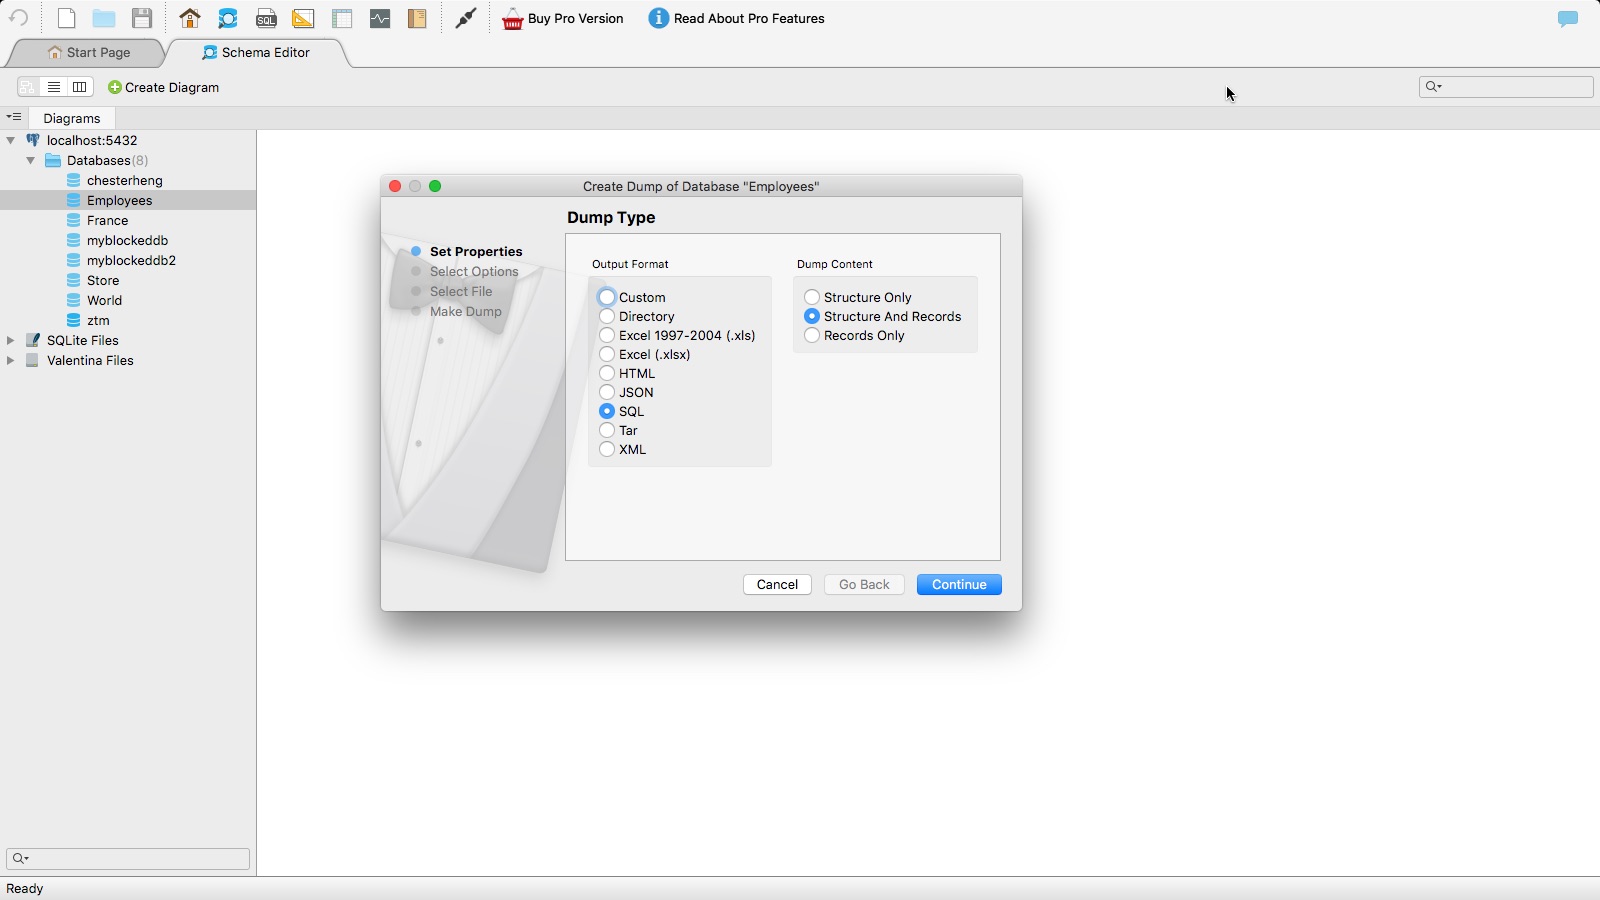 SQL
Buy Pro Version
Read About Pro Features
Start Page
Schema Editor
Create Diagram
Diagrams
localhost:5432
Databases(8)
chesterheng
Employees
France
myblockeddb
myblockeddb2
Store
World
ztm
SQLite Files
Valentina Files
Create Dump of Database "Employees"
Dump Type
Set Properties
Select Options
Select File
Make Dump
Output Format
Custom
Directory
Excel 1997-2004 (.xls)
Excel (.xlsx)
HTML
JSON
SQL
Tar
XML
Dump Content
Structure Only
Structure And Records
Records Only
Cancel
Go Back
Continue
Ready